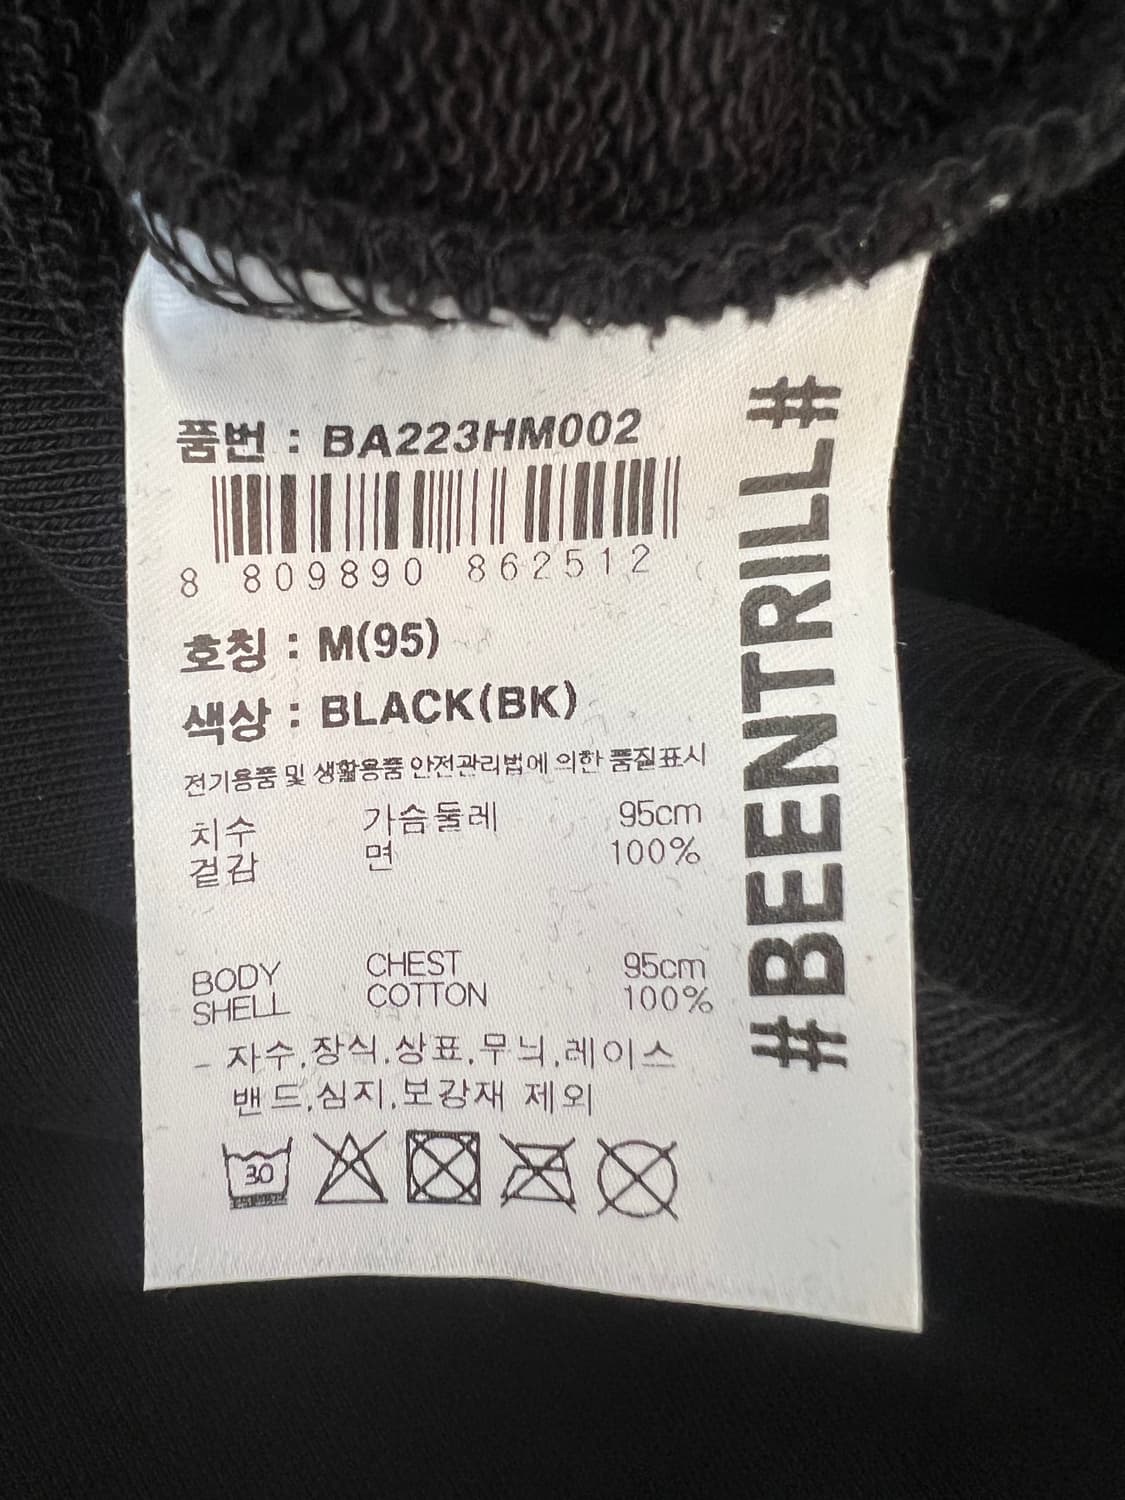 품번 : BA223HM002
8 809890 862512
호칭 : M(95)
색상 : BLACK(BK)
전기용품 및 생활용품 안전관리법에 의한 품질표시
치수 가슴둘레 95cm
겉감 면 100%
BODY CHEST 95cm
SHELL COTTON 100%
- 자수,장식,상표,무늬,레이스
밴드,심지,보강재 제외
30
#BEENTRILL#